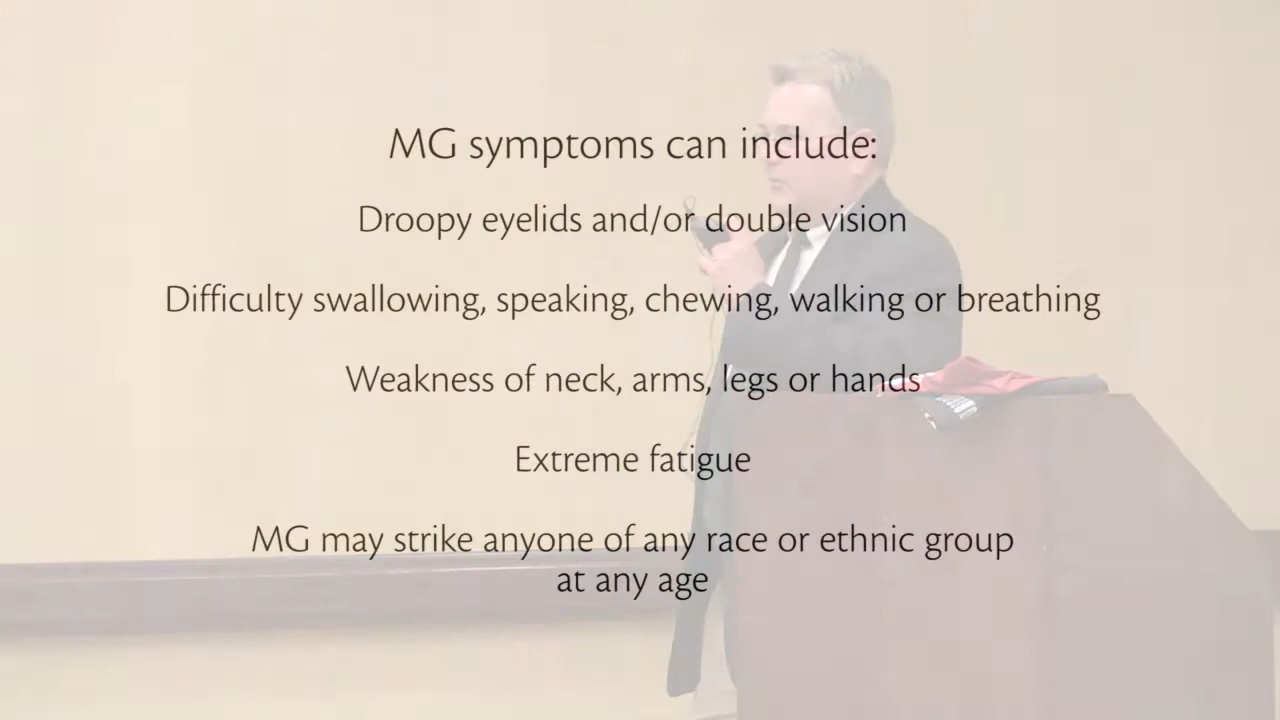 MG symptoms can include:
Droopy eyelids and/or double vision
Difficulty swallowing, speaking, chewing, walking or breathing
Weakness of neck, arms, legs or hands
Extreme fatigue
MG may strike anyone of any race or ethnic group
at any age